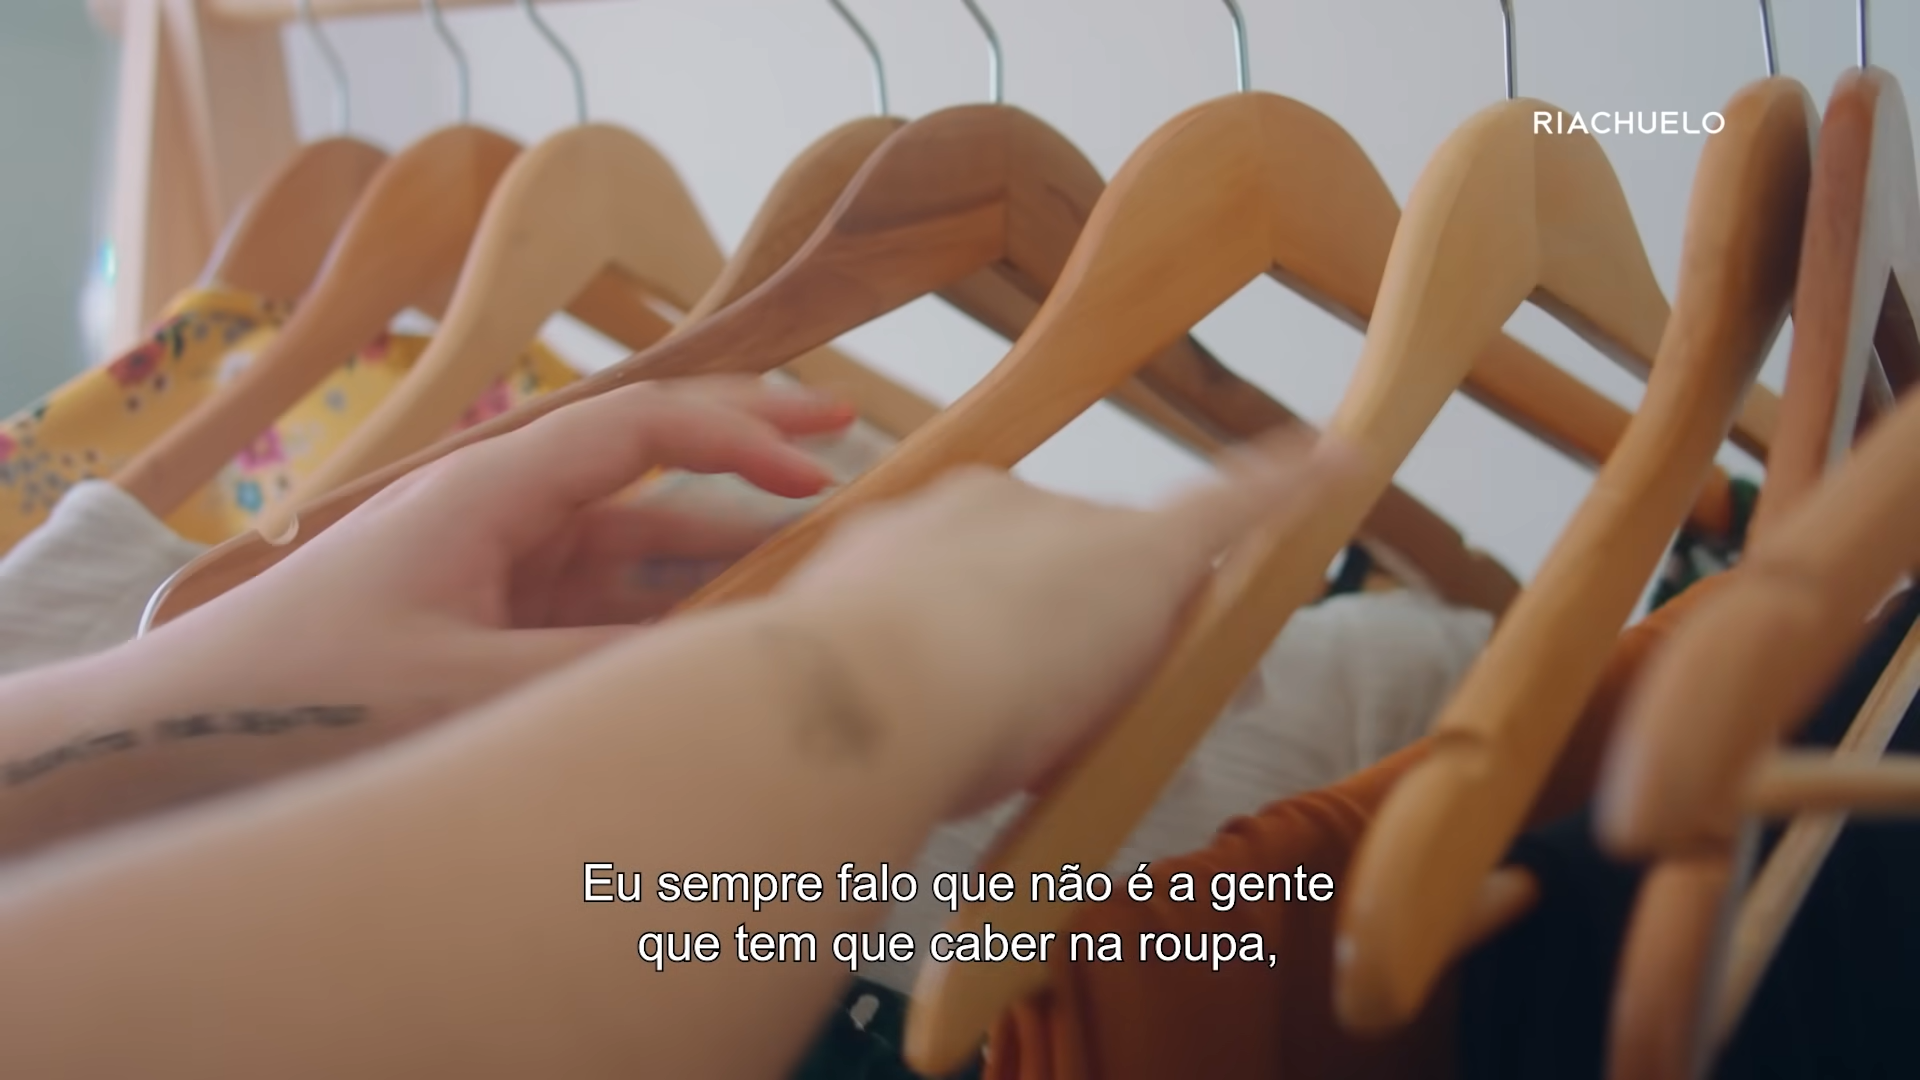 RIACHUELO
Eu sempre falo que não é a gente
que tem que caber na roupa,